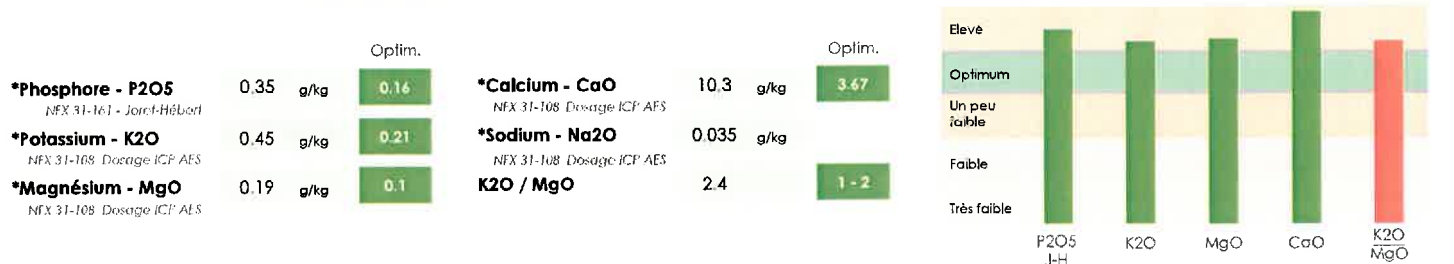 Optim.
*Phosphore - P2O5 0.35 g/kg 0.16
NFX 31-161 - Joret-Hébert
*Potassium - K2O 0.45 g/kg 0.21
NFX 31-108 Dosage ICP AES
*Magnésium - MgO 0.19 g/kg 0.1
NFX 31-108 Dosage ICP AES
Optim.
*Calcium - CaO 10.3 g/kg 3.67
NFX 31-108 Dosage ICP AES
*Sodium - Na2O 0.035 g/kg
NFX 31-108 Dosage ICP AES
K2O / MgO 2.4 1 - 2
Elevé
Optimum
Un peu
faible
Faible
Très faible
P2O5
J-H
K2O
MgO
CaO
K2O
MgO